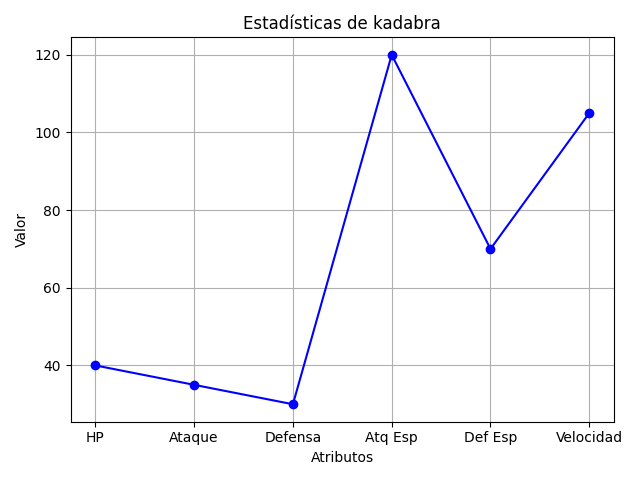 Estadísticas de kadabra
120
100
80
60
40
Valor
HP Ataque Defensa Atq Esp Def Esp Velocidad
Atributos